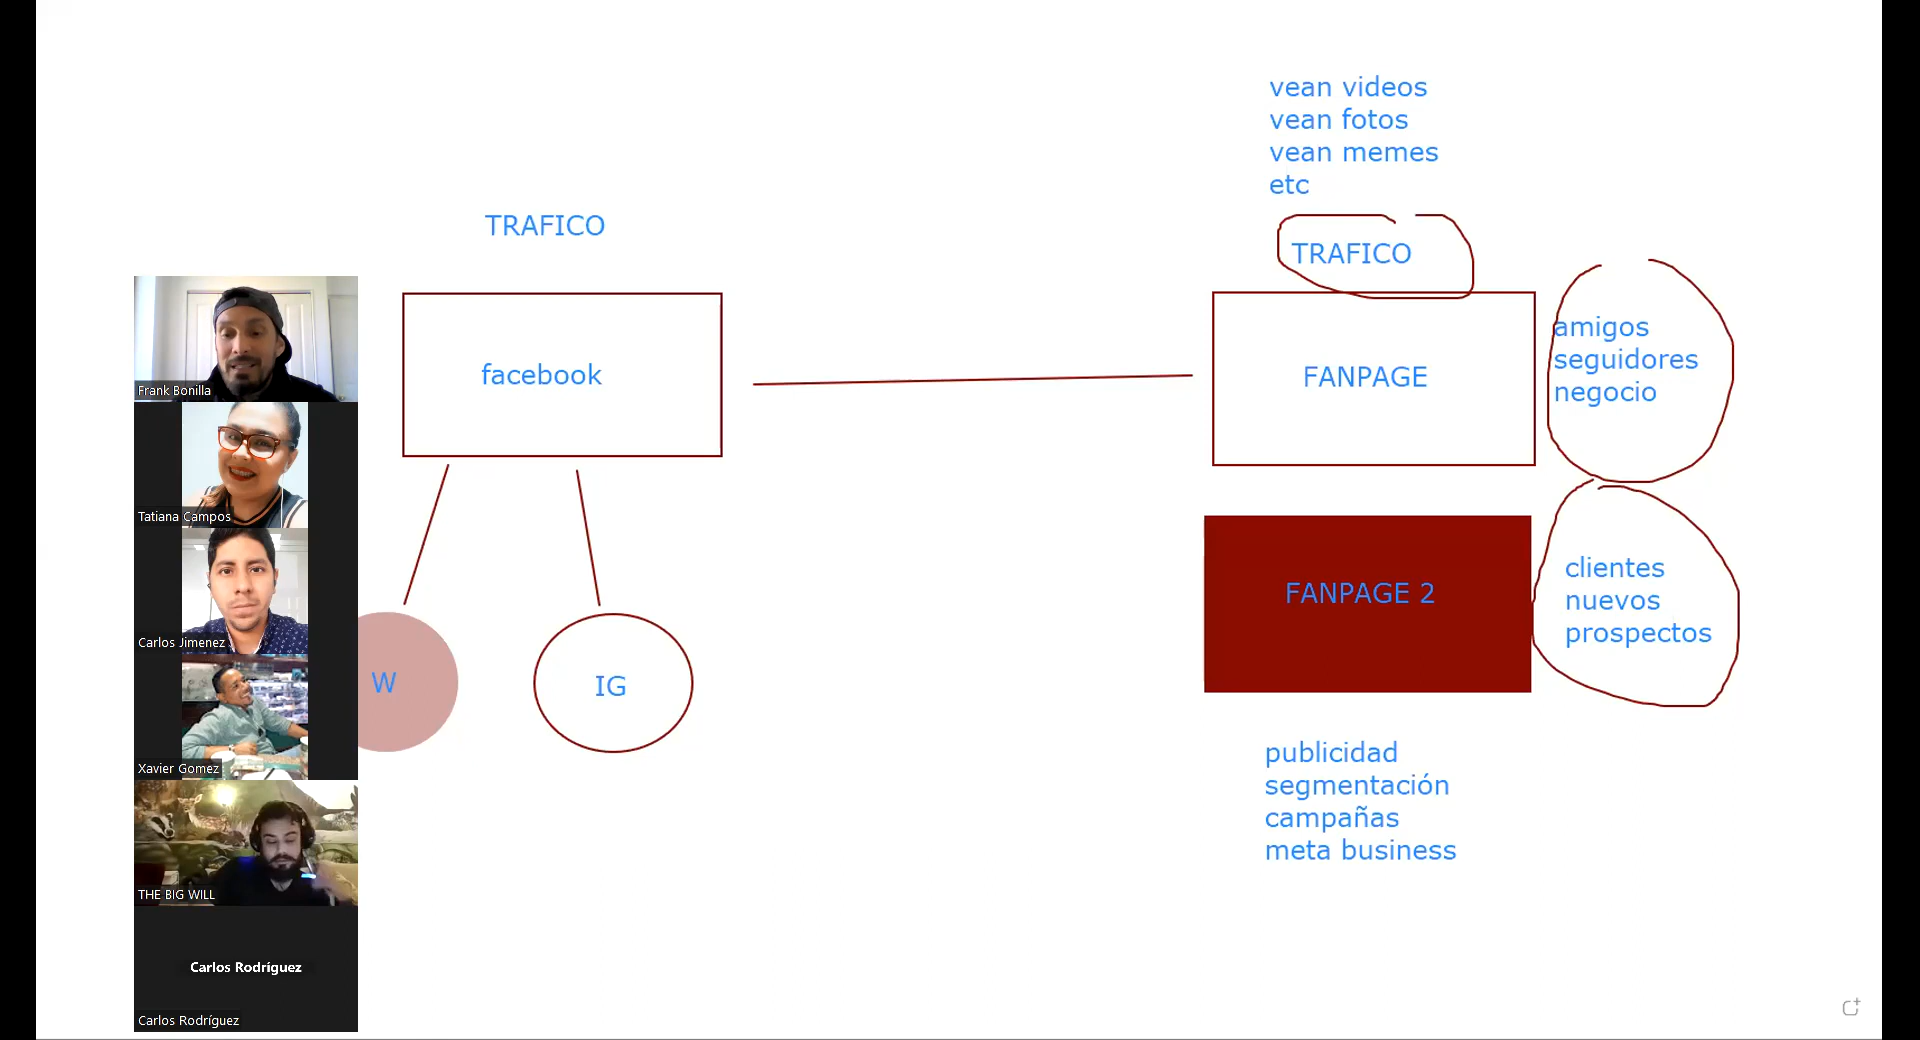 vean videos
vean fotos
vean memes
etc
TRAFICO
TRAFICO
facebook
FANPAGE
amigos
seguidores
negocio
FANPAGE 2
clientes
nuevos
prospectos
W
IG
publicidad
segmentación
campañas
meta business
Frank Bonilla
Tatiana Campos
Carlos Jimenez
Xavier Gomez
THE BIG WILL
Carlos Rodríguez
Carlos Rodríguez